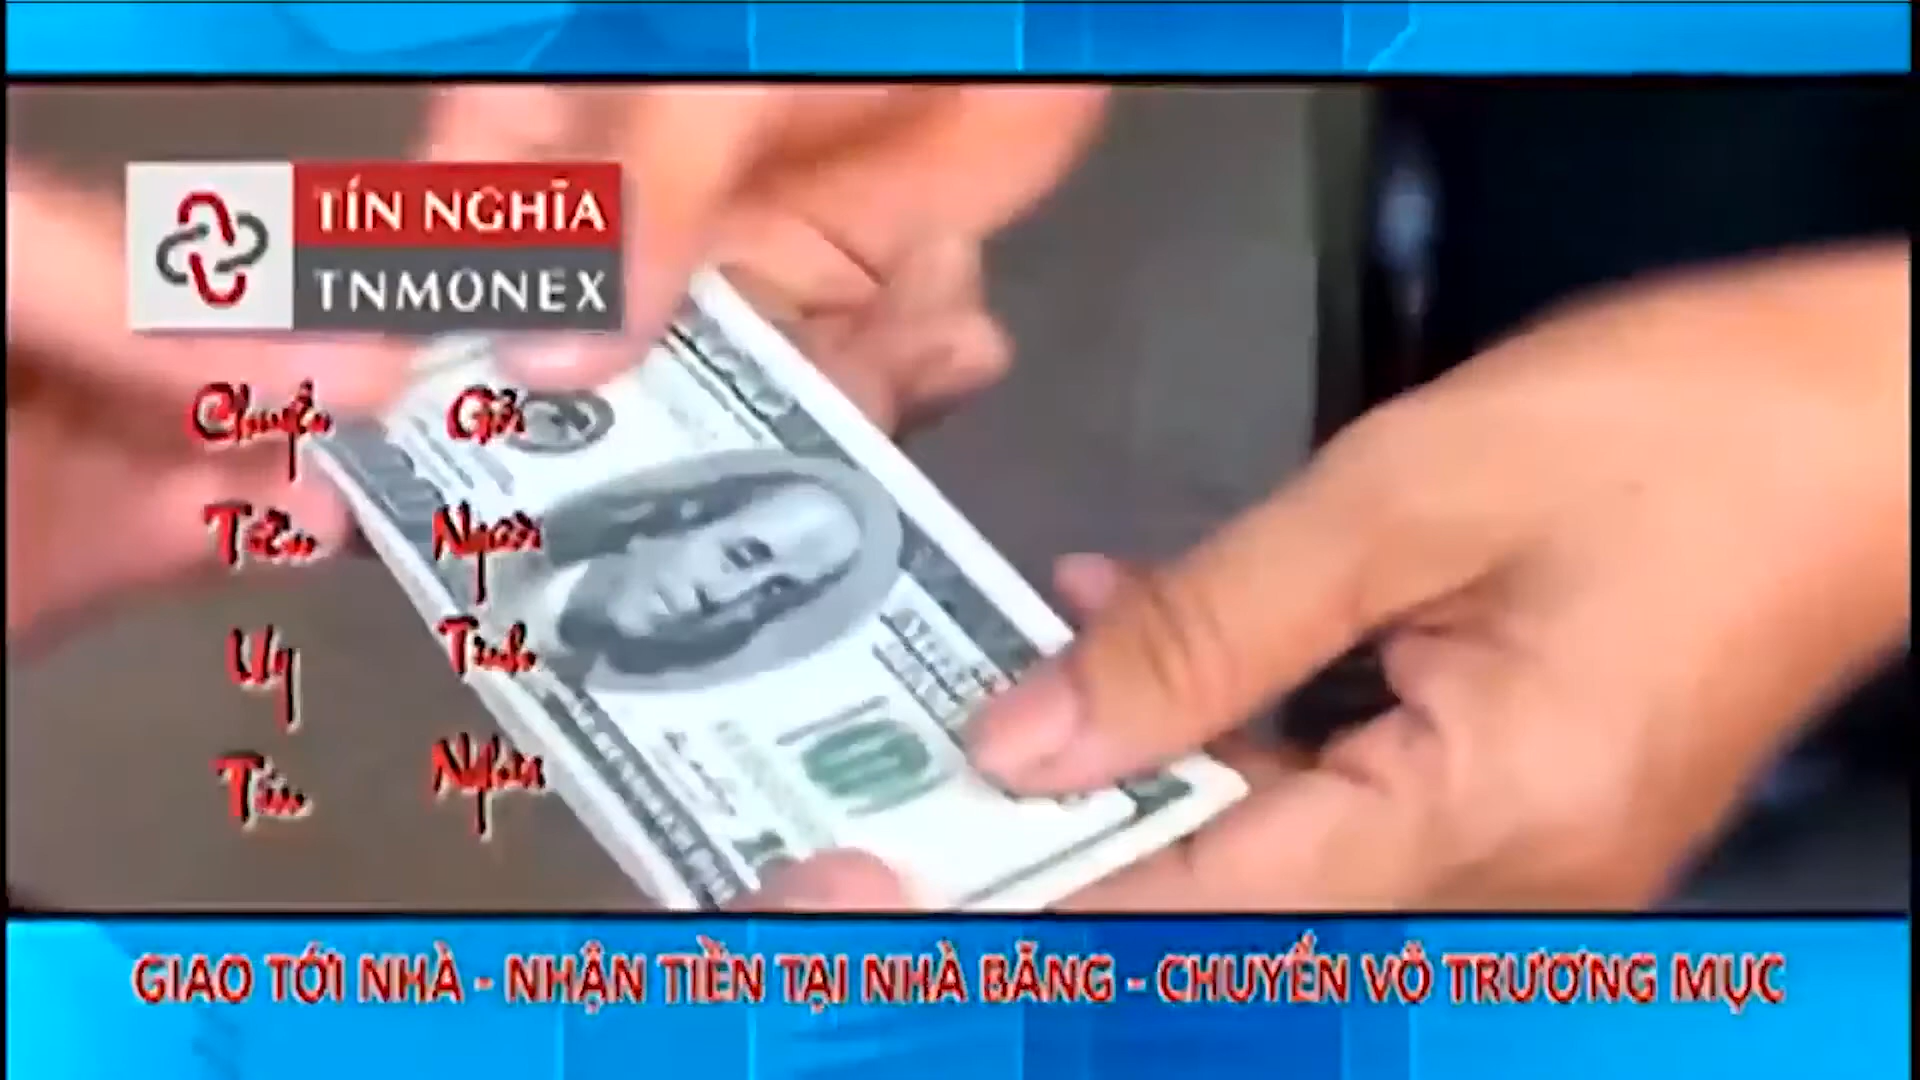 TÍN NGHĨA
TNMONEX
Chuyển Gửi
Tiền Người
Uy Tình
Tín Nghĩa
GIAO TỚI NHÀ - NHẬN TIỀN TẠI NHÀ BĂNG - CHUYỂN VÔ TRƯƠNG MỤC